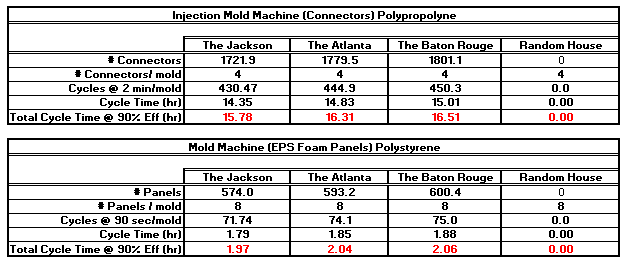 Injection Mold Machine (Connectors) Polypropolyne
The Jackson The Atlanta The Baton Rouge Random House
# Connectors 1721.9 1779.5 1801.1 0
# Connectors/ mold 4 4 4 4
Cycles @ 2 min/mold 430.47 444.9 450.3 0.0
Cycle Time (hr) 14.35 14.83 15.01 0.00
Total Cycle Time @ 90% Eff (hr) 15.78 16.31 16.51 0.00
Mold Machine (EPS Foam Panels) Polystyrene
The Jackson The Atlanta The Baton Rouge Random House
# Panels 574.0 593.2 600.4 0
# Panels / mold 8 8 8 8
Cycles @ 90 sec/mold 71.74 74.1 75.0 0.0
Cycle Time (hr) 1.79 1.85 1.88 0.00
Total Cycle Time @ 90% Eff (hr) 1.97 2.04 2.06 0.00